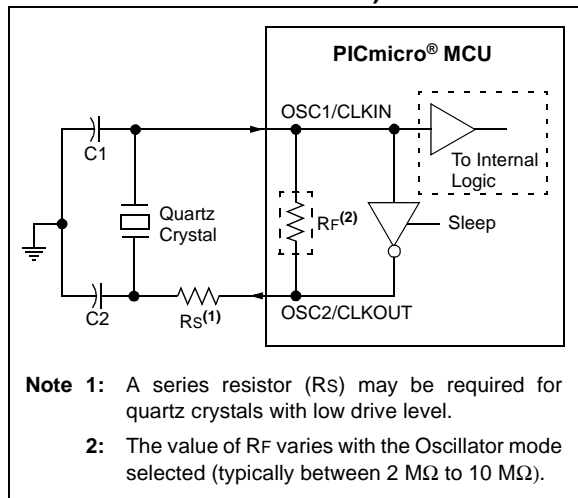 PICmicro® MCU
OSC1/CLKIN
C1
To Internal
Logic
Quartz
Crystal
RF(2)
Sleep
C2
RS(1)
OSC2/CLKOUT
Note 1: A series resistor (RS) may be required for
quartz crystals with low drive level.
2: The value of RF varies with the Oscillator mode
selected (typically between 2 MΩ to 10 MΩ).